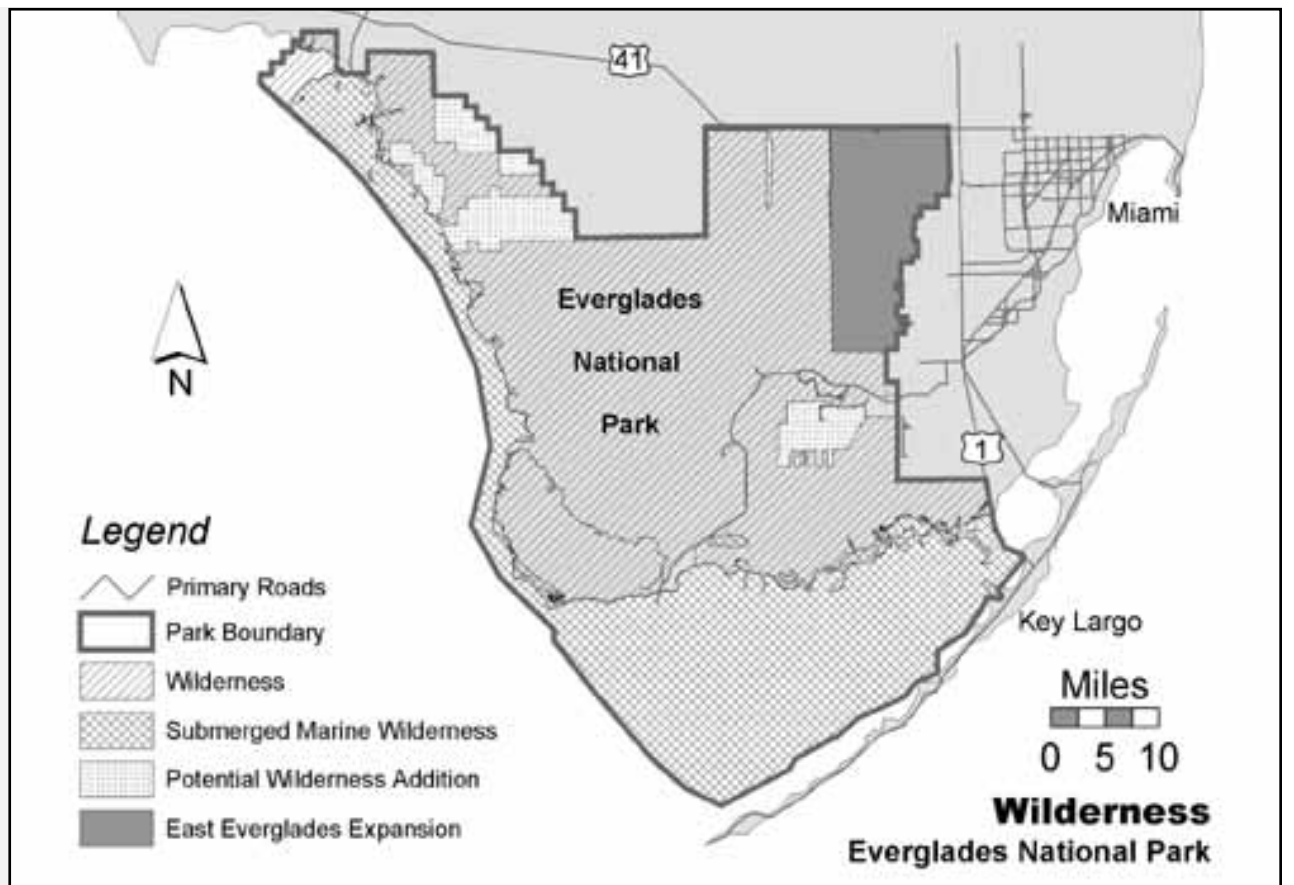 41
Miami
Everglades
National
Park
N
1
Legend
Primary Roads
Park Boundary
Wilderness
Submerged Marine Wilderness
Potential Wilderness Addition
East Everglades Expansion
Key Largo
Miles
0 5 10
Wilderness
Everglades National Park